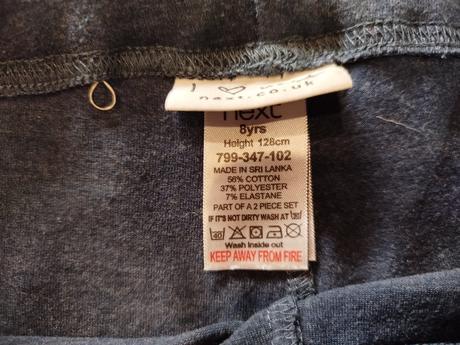 I
next.co.uk
next
8yrs
Height 128cm
799-347-102
MADE IN SRI LANKA
56% COTTON
37% POLYESTER
7% ELASTANE
PART OF A 2 PIECE SET
IF IT'S NOT DIRTY WASH AT
40
Wash inside out
KEEP AWAY FROM FIRE